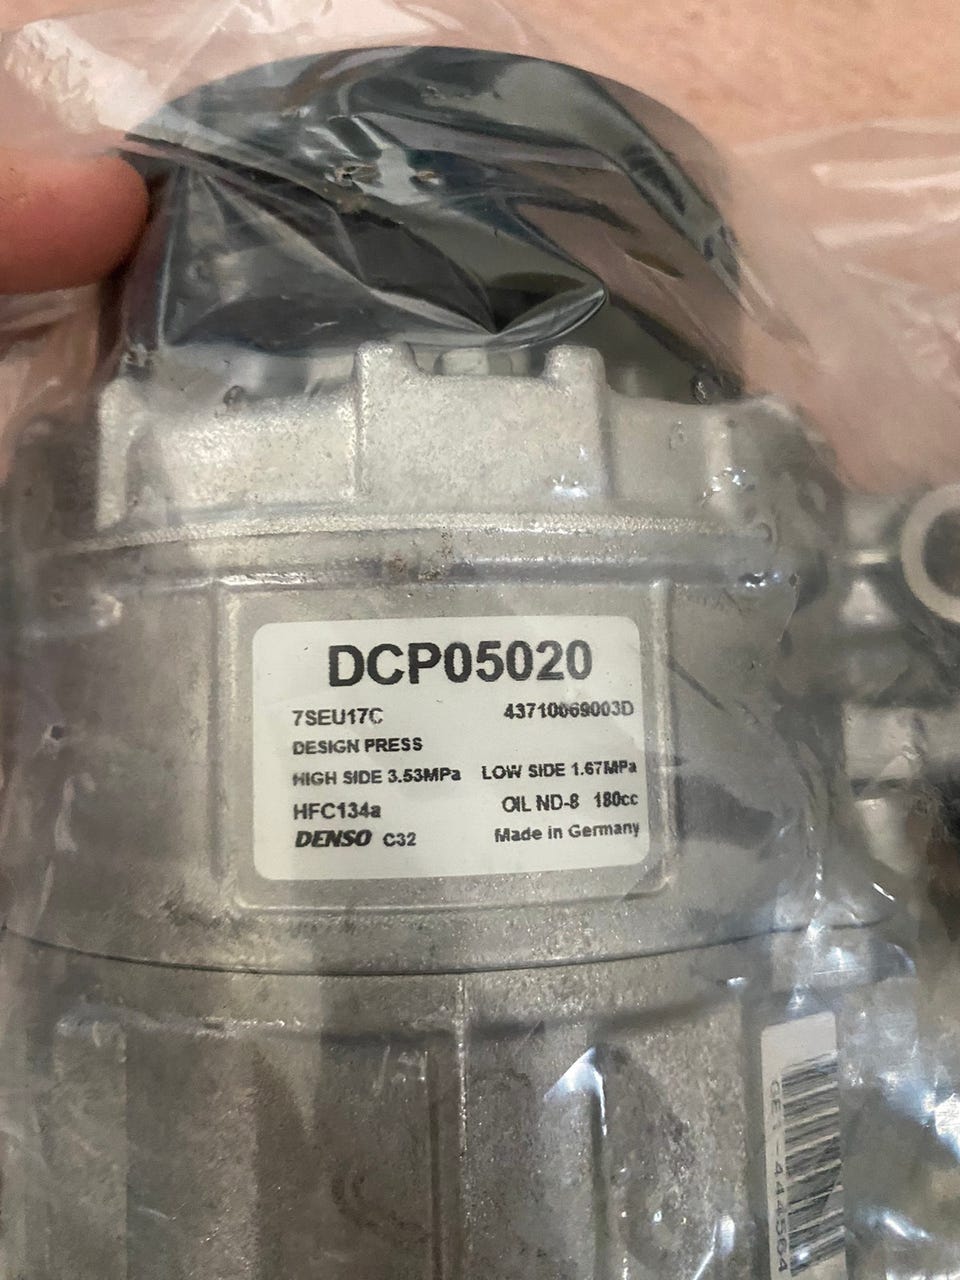 DCP05020
7SEU17C 43710069003D
DESIGN PRESS
HIGH SIDE 3.53MPa LOW SIDE 1.67MPa
HFC134a OIL ND-8 180cc
DENSO C32 Made in Germany